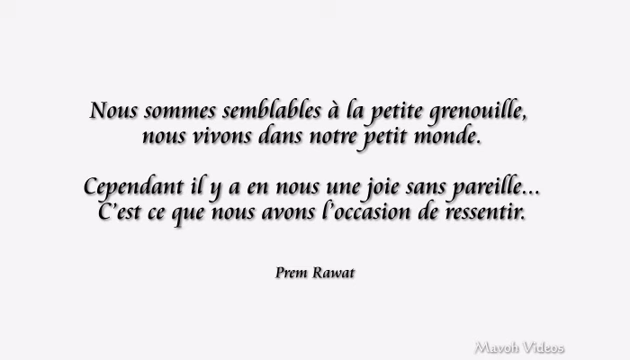 Nous sommes semblables à la petite grenouille,
nous vivons dans notre petit monde.
Cependant il y a en nous une joie sans pareille...
C'est ce que nous avons l'occasion de ressentir.
Prem Rawat
Mavoh Videos